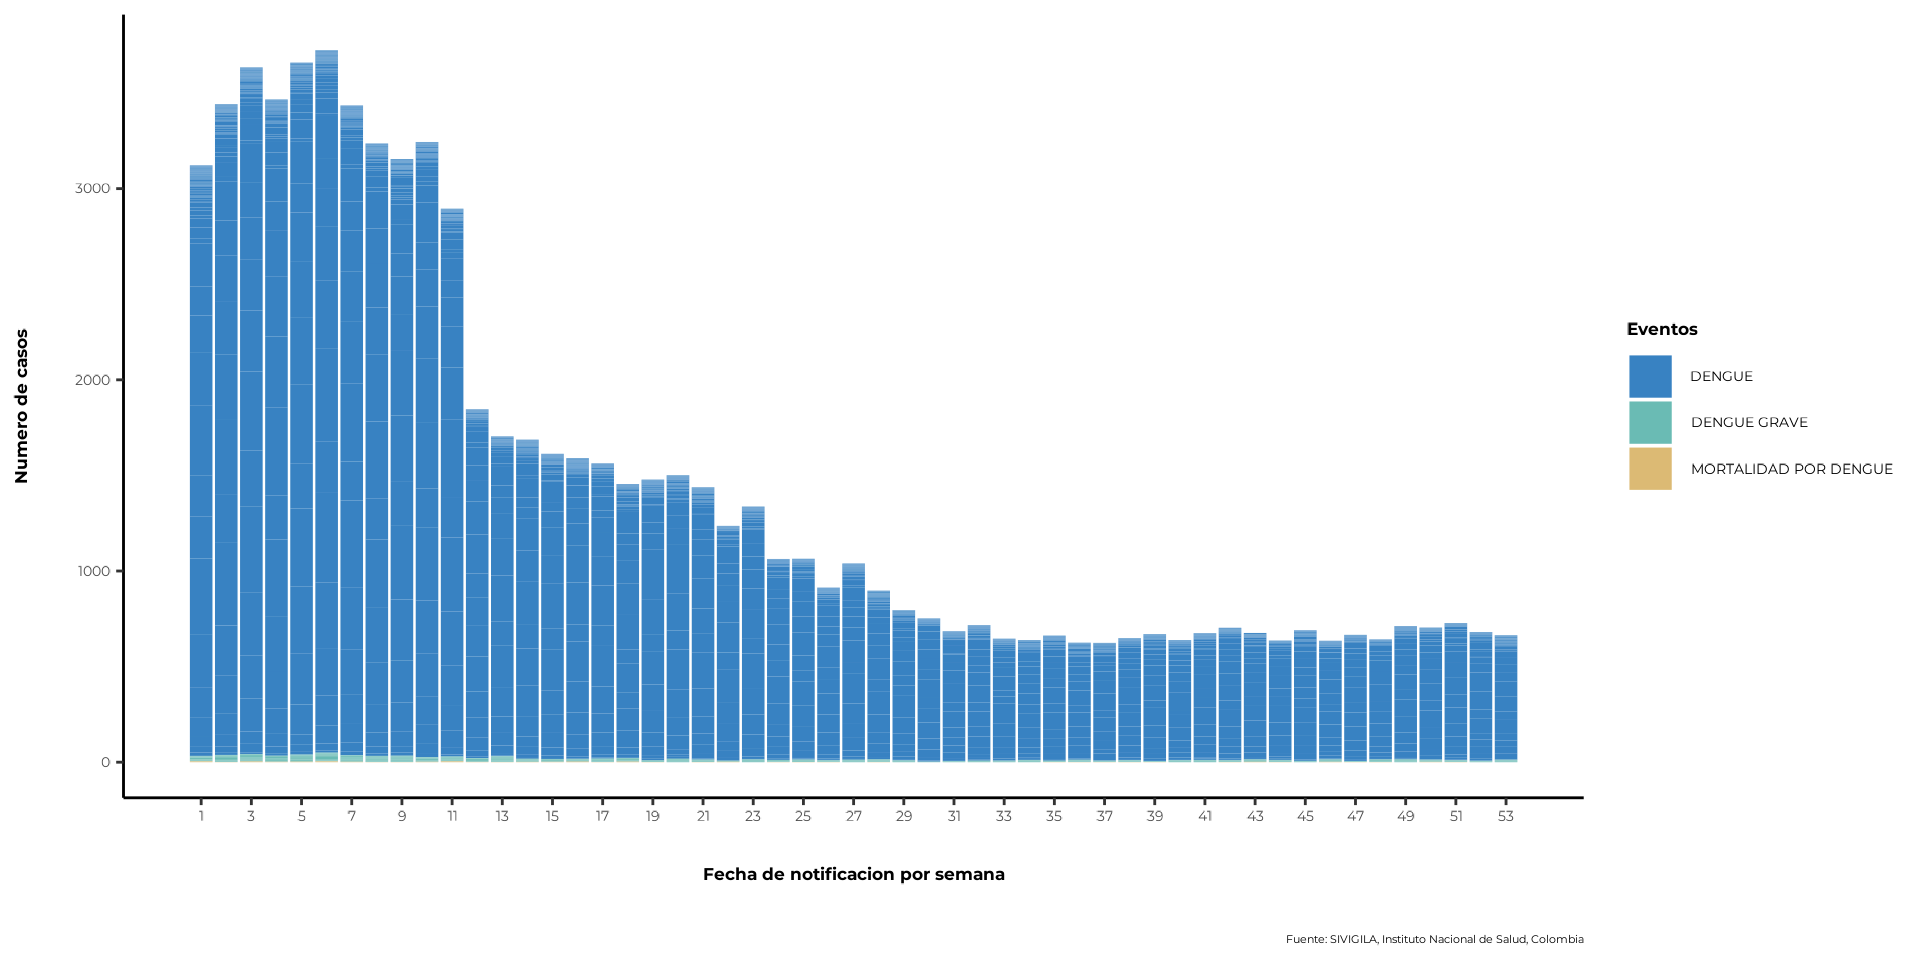 Numero de casos
3000
2000
1000
0
1 3 5 7 9 11 13 15 17 19 21 23 25 27 29 31 33 35 37 39 41 43 45 47 49 51 53
Fecha de notificacion por semana
Eventos
DENGUE
DENGUE GRAVE
MORTALIDAD POR DENGUE
Fuente: SIVIGILA, Instituto Nacional de Salud, Colombia